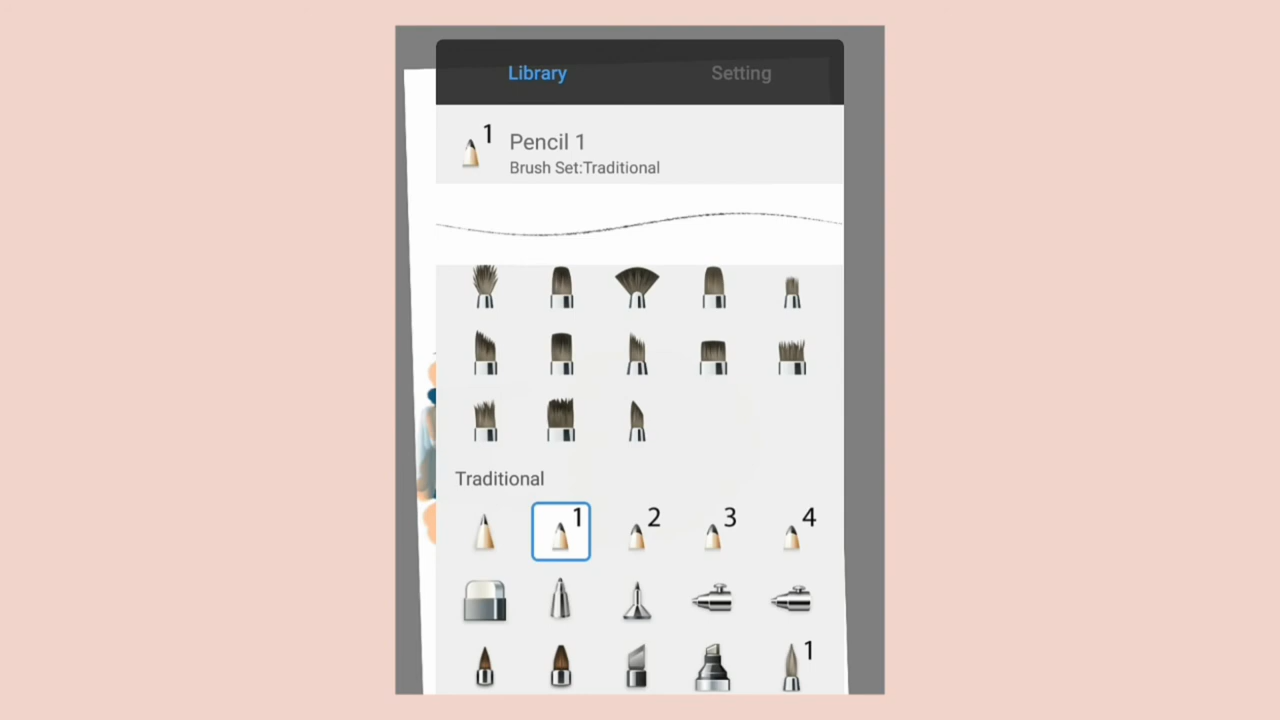 Library Setting
1 Pencil 1
Brush Set:Traditional
Traditional
1 2 3 4
1